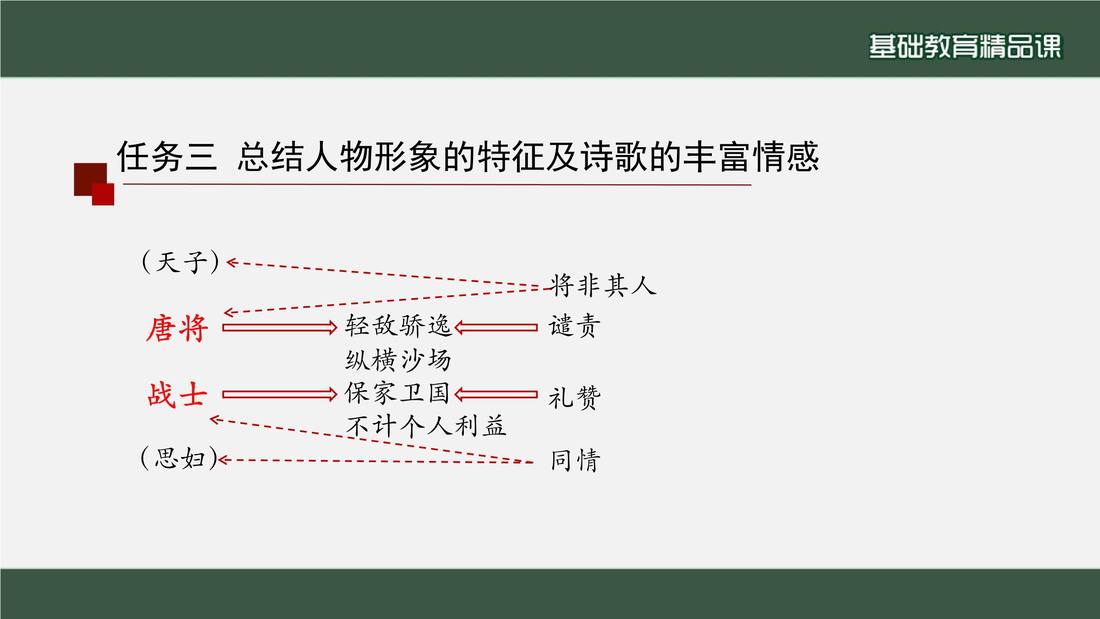 基础教育精品课
任务三 总结人物形象的特征及诗歌的丰富情感
（天子）
将非其人
唐将
轻敌骄逸
谴责
纵横沙场
战士
保家卫国
礼赞
不计个人利益
（思妇）
同情